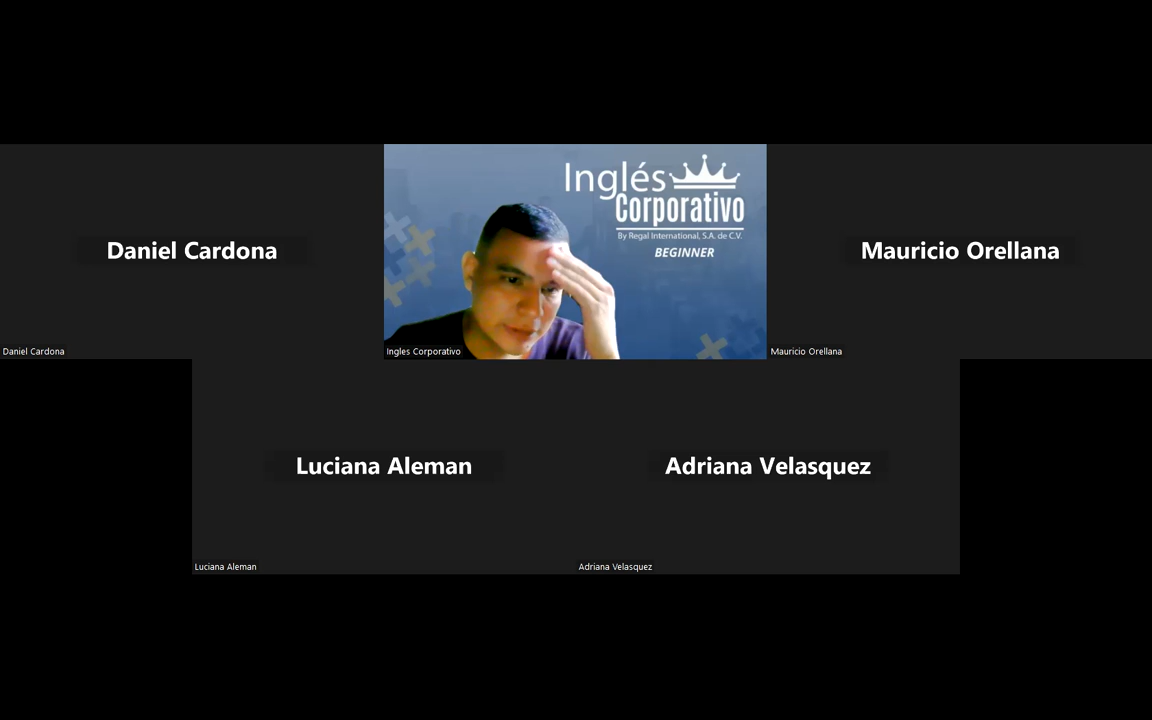 Daniel Cardona
Daniel Cardona
Inglés
Corporativo
By Regal International, S.A. de C.V.
BEGINNER
Ingles Corporativo
Mauricio Orellana
Mauricio Orellana
Luciana Aleman
Luciana Aleman
Adriana Velasquez
Adriana Velasquez